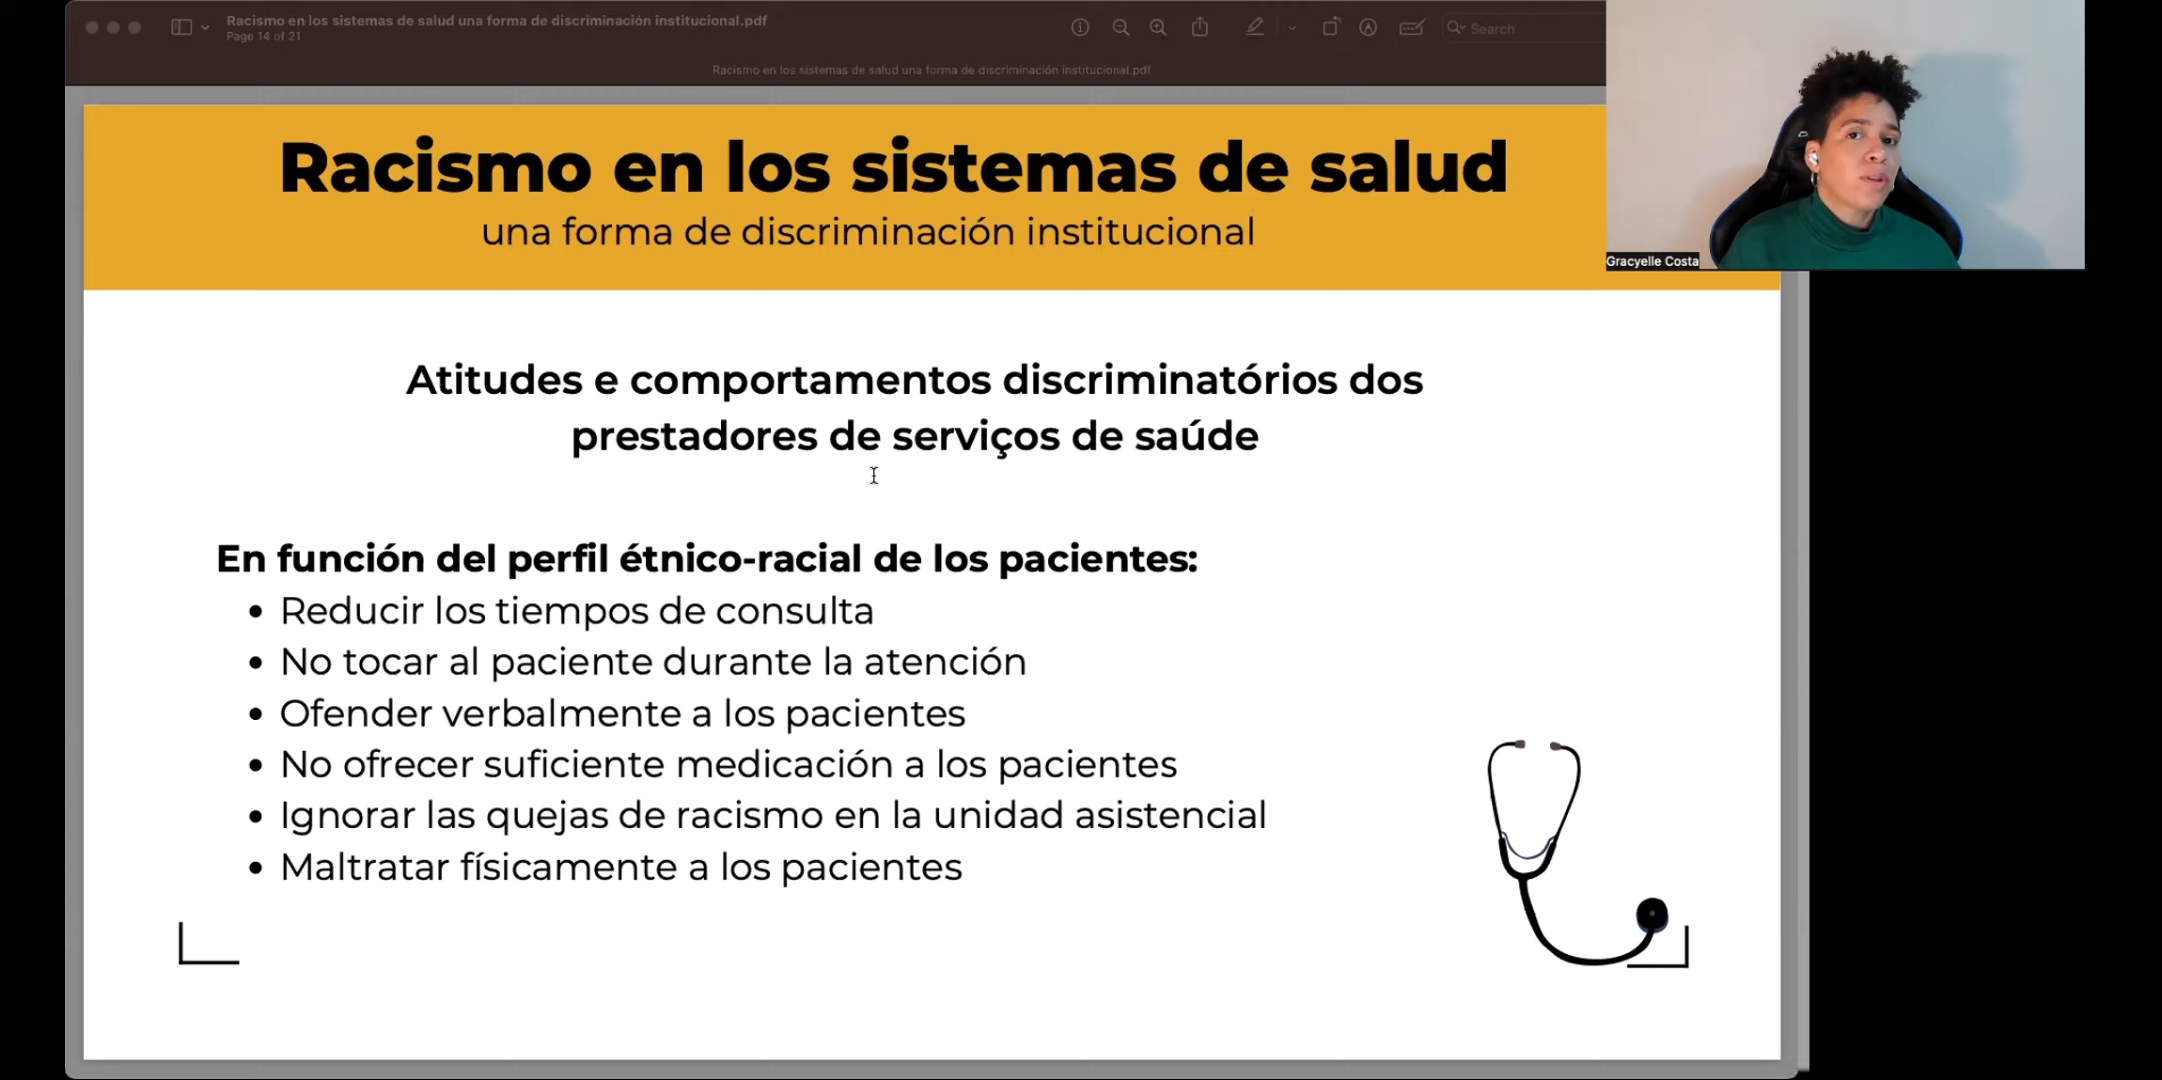 Racismo en los sistemas de salud una forma de discriminación institucional.pdf
Page 14 of 21
Search
Racismo en los sistemas de salud una forma de discriminación institucional.pdf
Racismo en los sistemas de salud
una forma de discriminación institucional
Gracyelle Costa
Atitudes e comportamentos discriminatórios dos
prestadores de serviços de saúde
En función del perfil étnico-racial de los pacientes:
• Reducir los tiempos de consulta
• No tocar al paciente durante la atención
• Ofender verbalmente a los pacientes
• No ofrecer suficiente medicación a los pacientes
• Ignorar las quejas de racismo en la unidad asistencial
• Maltratar físicamente a los pacientes